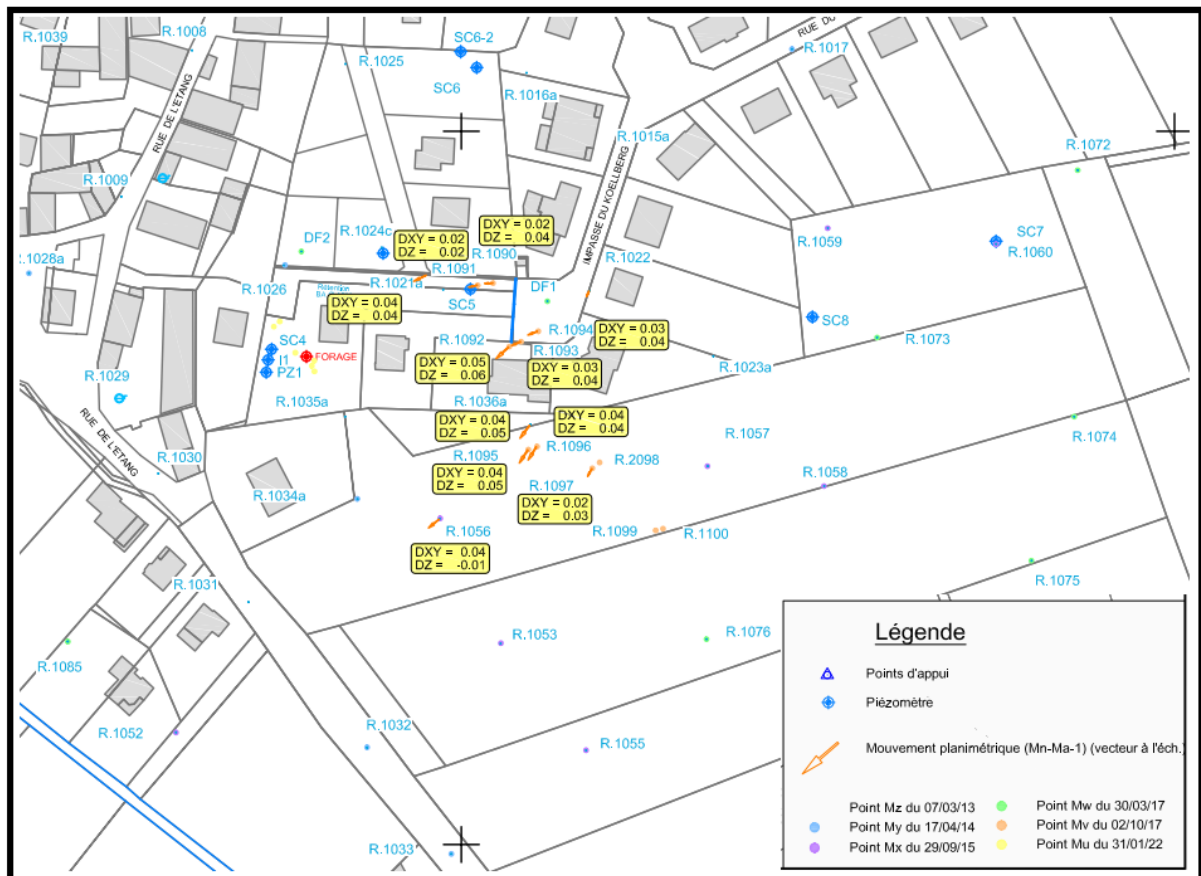 R.1039
R.1008
R.1025
SC6-2
SC6
R.1016a
RUE DU
R.1017
RUE DE L'ETANG
R.1015a
R.1072
R.1009
IMPASSE DU KOELLBERG
DF2
R.1024c
DXY = 0.02
DZ = 0.02
DXY = 0.02
DZ = 0.04
R.1090
R.1059
SC7
R.1060
R.1022
R.1028a
R.1091
R.1021a
R.1026
Rétention
SC5
DF1
DXY = 0.04
DZ = 0.04
SC8
R.1094
DXY = 0.03
DZ = 0.04
R.1073
SC4
I1
PZ1
FORAGE
R.1092
R.1093
R.1023a
DXY = 0.05
DZ = 0.06
DXY = 0.03
DZ = 0.04
R.1029
R.1035a
R.1036a
RUE DE L'ETANG
DXY = 0.04
DZ = 0.05
DXY = 0.04
DZ = 0.04
R.1057
R.1074
R.1030
R.1095
R.1096
R.2098
R.1058
DXY = 0.04
DZ = 0.05
R.1097
R.1034a
DXY = 0.02
DZ = 0.03
R.1056
R.1099
R.1100
DXY = 0.04
DZ = -0.01
R.1075
R.1031
R.1085
R.1053
R.1076
R.1052
R.1032
R.1055
R.1033
Légende
Points d'appui
Piézomètre
Mouvement planimétrique (Mn-Ma-1) (vecteur à l'éch.
Point Mz du 07/03/13
Point Mw du 30/03/17
Point My du 17/04/14
Point Mv du 02/10/17
Point Mx du 29/09/15
Point Mu du 31/01/22